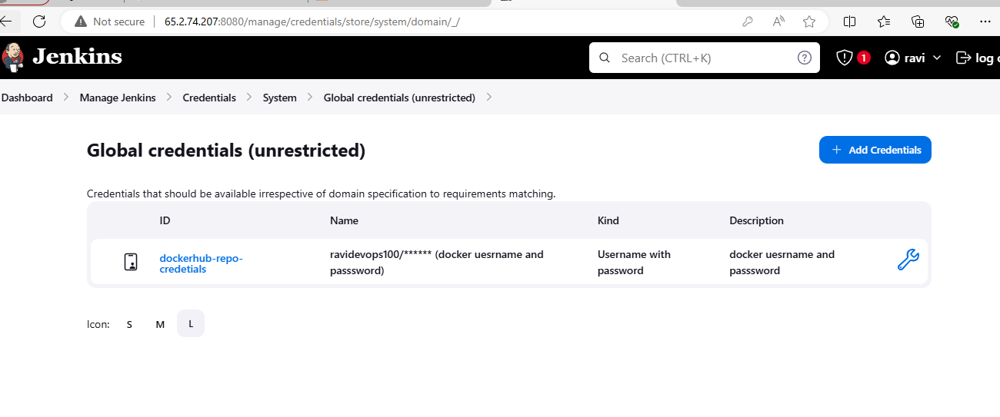 Not secure 65.2.74.207:8080/manage/credentials/store/system/domain/_/
Jenkins Search (CTRL+K) ? 1 ravi log
Dashboard Manage Jenkins Credentials System Global credentials (unrestricted)
Global credentials (unrestricted) + Add Credentials
Credentials that should be available irrespective of domain specification to requirements matching.
ID Name Kind Description
dockerhub-repo-credetials
ravidevops100/****** (docker uesrname and
passsword)
Username with
password
docker uesrname and
passsword
Icon: S M L